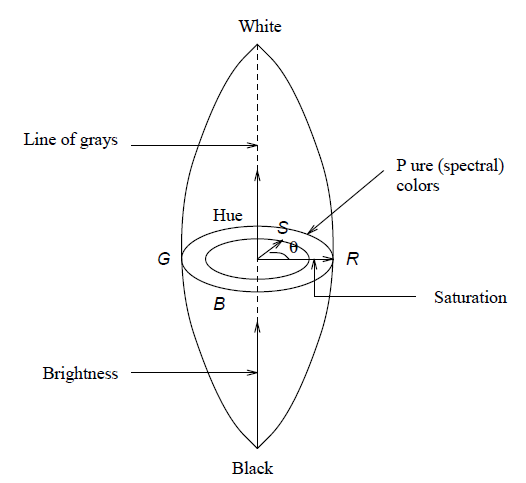 White
Line of grays
P ure (spectral)
colors
Hue
S
θ
G
R
B
Saturation
Brightness
Black